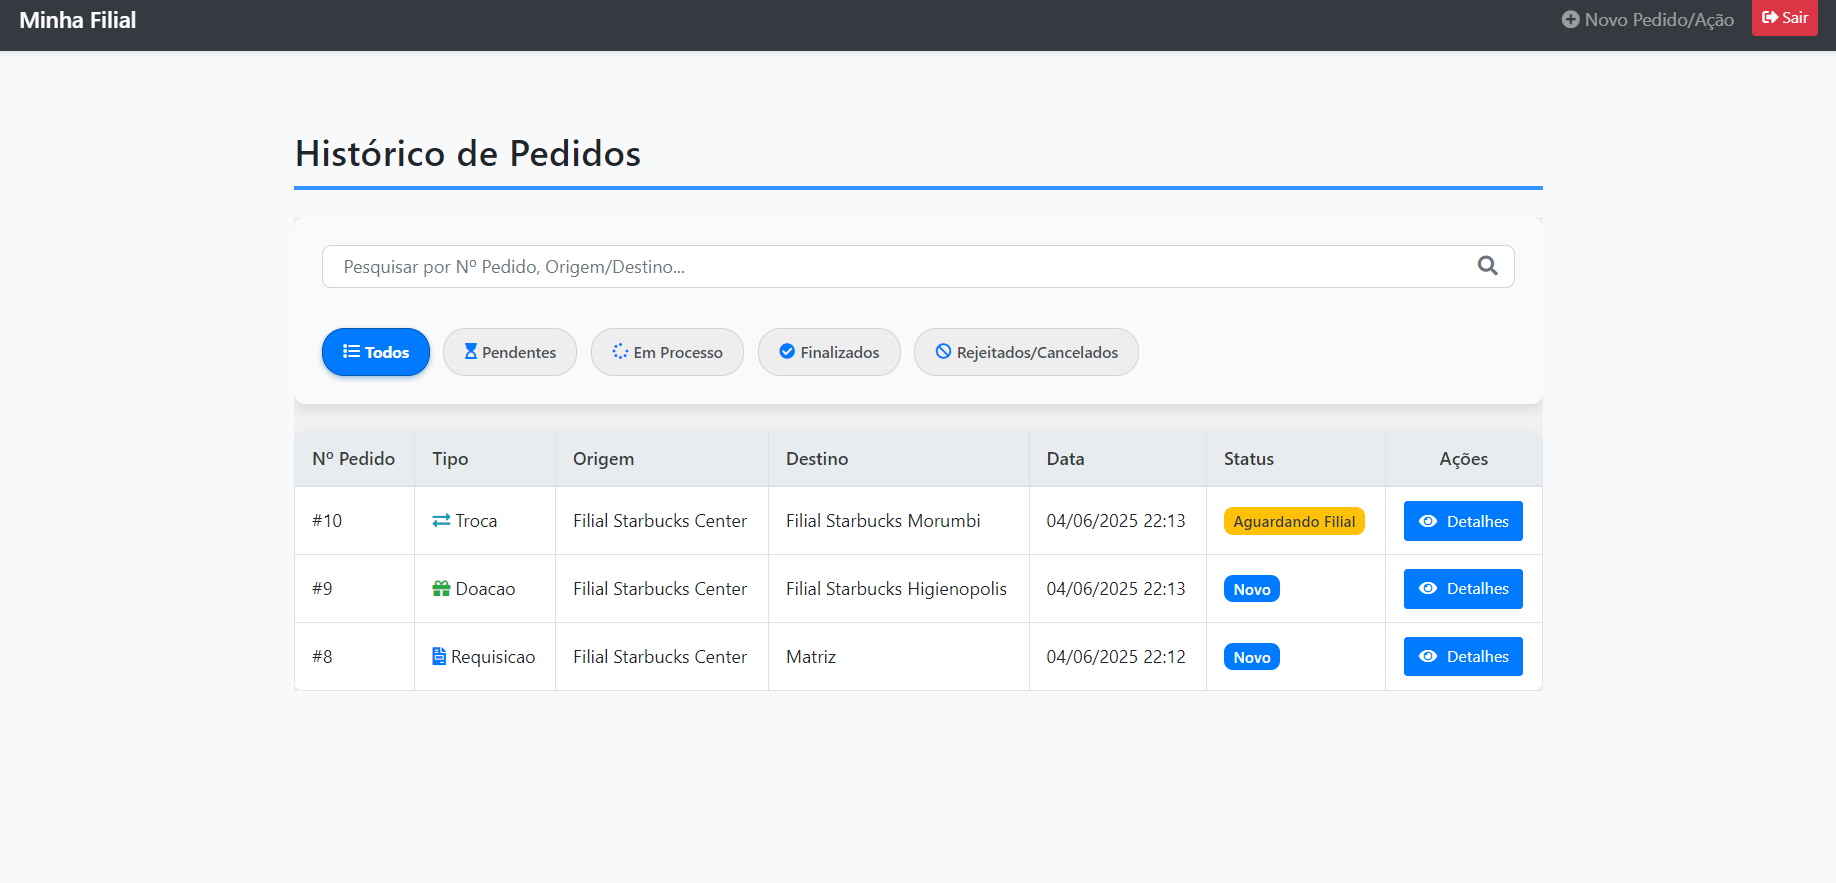 Minha Filial
Novo Pedido/Ação
Sair
Histórico de Pedidos
Pesquisar por Nº Pedido, Origem/Destino...
Todos
Pendentes
Em Processo
Finalizados
Rejeitados/Cancelados
Nº Pedido Tipo Origem Destino Data Status Ações
#10 Troca Filial Starbucks Center Filial Starbucks Morumbi 04/06/2025 22:13 Aguardando Filial Detalhes
#9 Doacao Filial Starbucks Center Filial Starbucks Higienopolis 04/06/2025 22:13 Novo Detalhes
#8 Requisicao Filial Starbucks Center Matriz 04/06/2025 22:12 Novo Detalhes